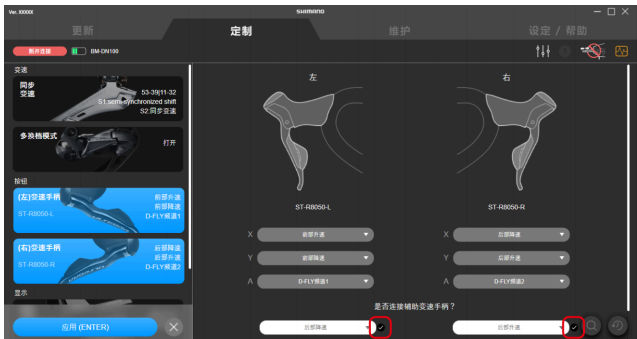 Ver. XXXXX
SHIMANO
更新
定制
维护
设定 / 帮助
断开连接
BM-DN100
变速
同步
变速
53-39|11-32
S1:semi-synchronized shift
S2:同步变速
多换档模式
打开
按钮
(左)变速手柄
ST-R8050-L
前部升速
前部降速
D-FLY频道1
(右)变速手柄
ST-R8050-R
后部降速
后部升速
D-FLY频道2
显示
应用 (ENTER)
左
右
ST-R8050-L
ST-R8050-R
X 前部升速
X 后部降速
Y 前部降速
Y 后部升速
A D-FLY频道1
A D-FLY频道2
是否连接辅助变速手柄？
后部降速
后部升速